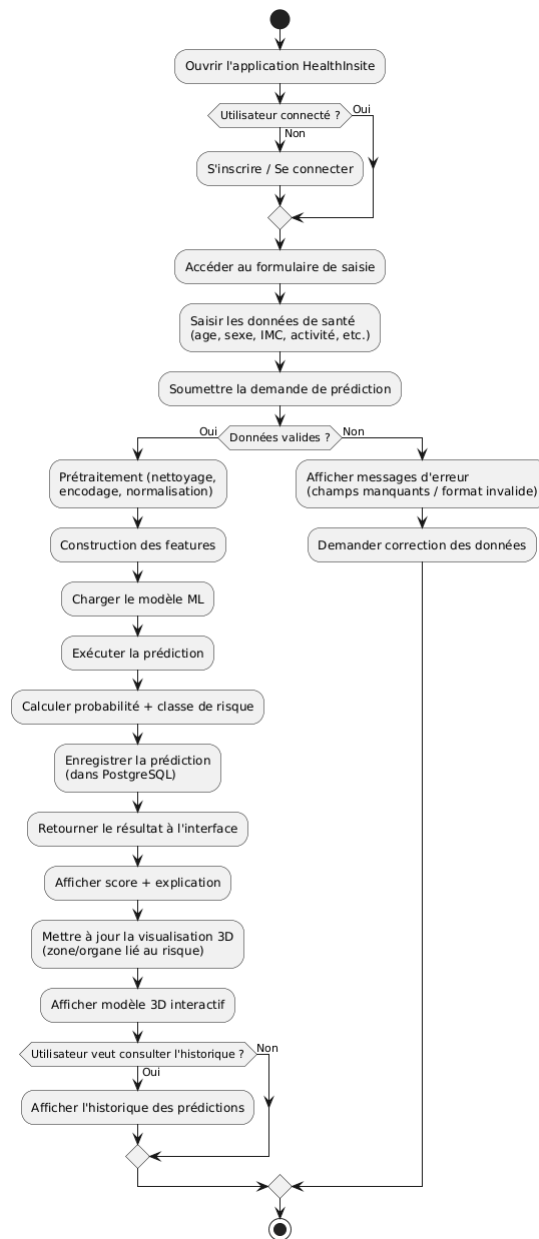 Ouvrir l'application HealthInsite
Utilisateur connecté ?
Oui
Non
S'inscrire / Se connecter
Accéder au formulaire de saisie
Saisir les données de santé
(age, sexe, IMC, activité, etc.)
Soumettre la demande de prédiction
Oui
Données valides ?
Non
Prétraitement (nettoyage,
encodage, normalisation)
Construction des features
Charger le modèle ML
Exécuter la prédiction
Calculer probabilité + classe de risque
Enregistrer la prédiction
(dans PostgreSQL)
Retourner le résultat à l'interface
Afficher score + explication
Mettre à jour la visualisation 3D
(zone/organe lié au risque)
Afficher modèle 3D interactif
Utilisateur veut consulter l'historique ?
Non
Oui
Afficher l'historique des prédictions
Afficher messages d'erreur
(champs manquants / format invalide)
Demander correction des données